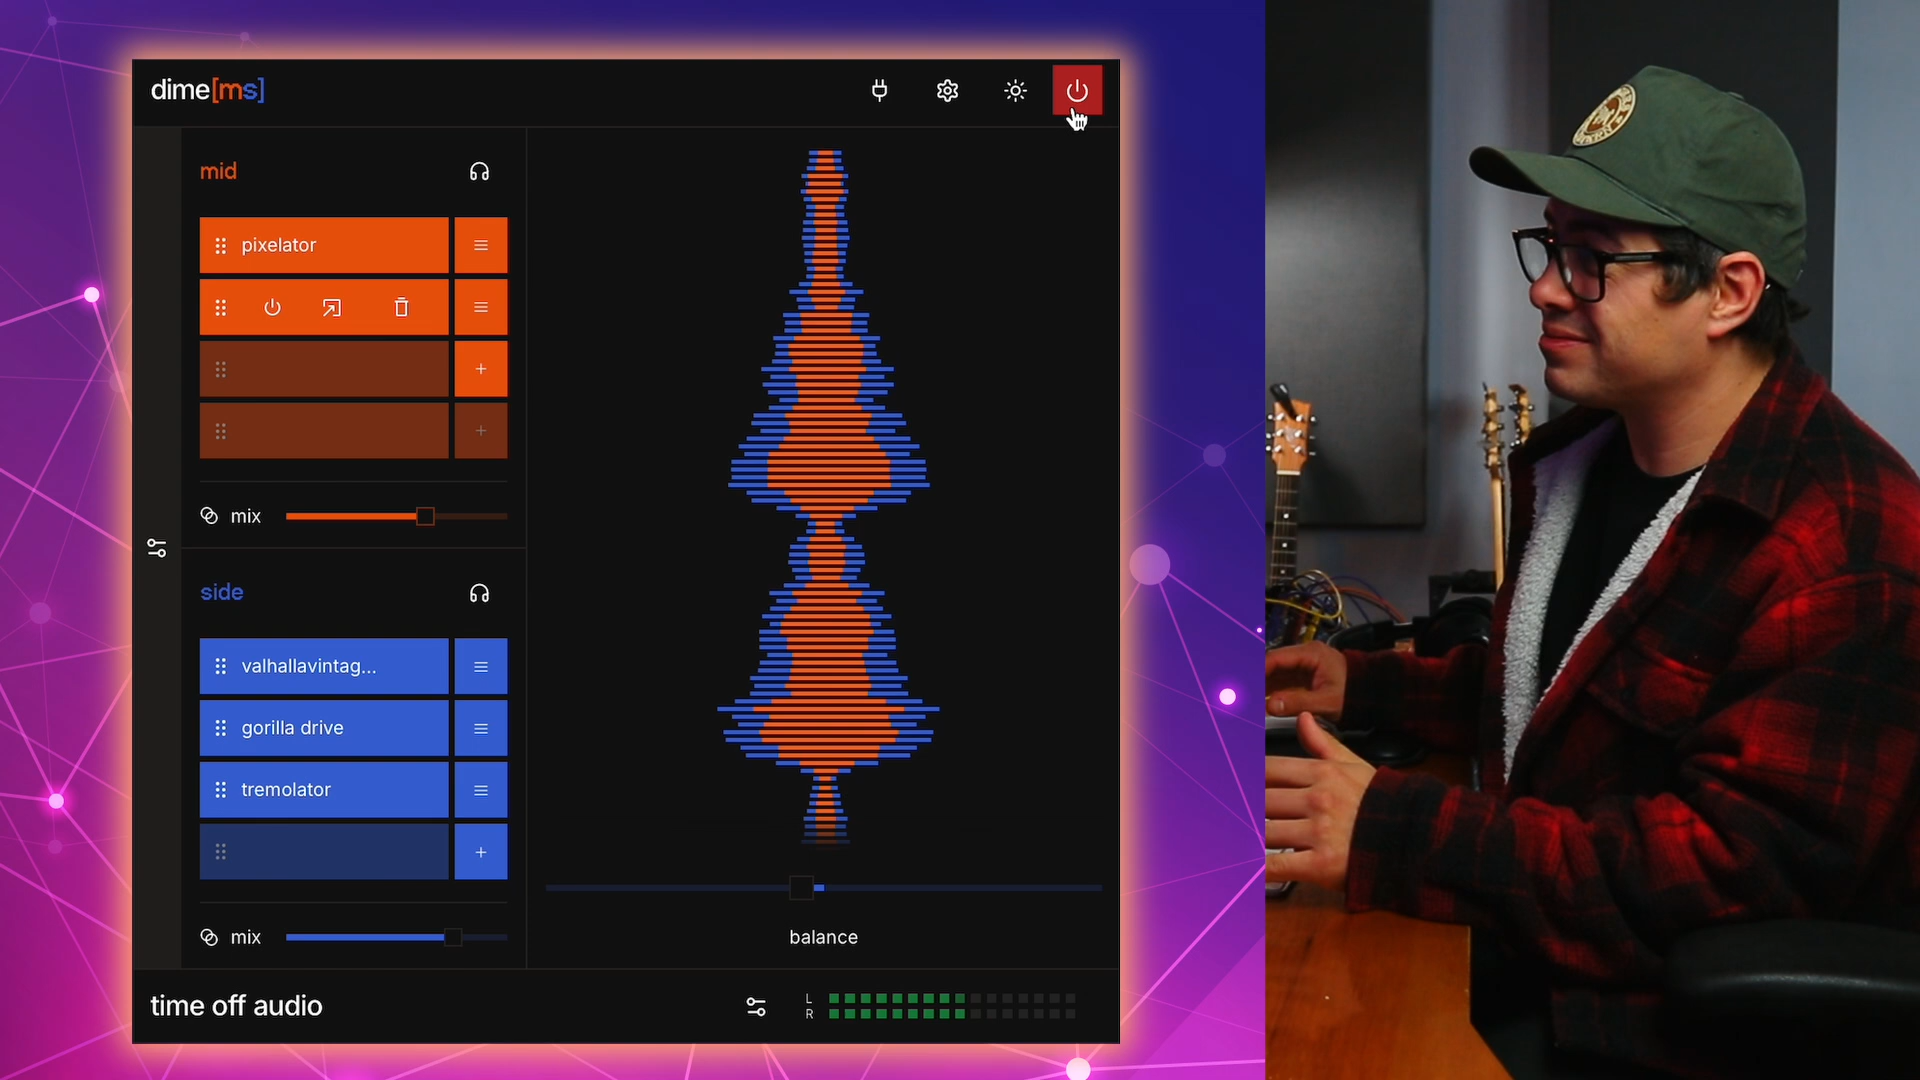 dime[ms]
mid
pixelator
mix
side
valhallavintag...
gorilla drive
tremolator
mix
balance
time off audio
L
R